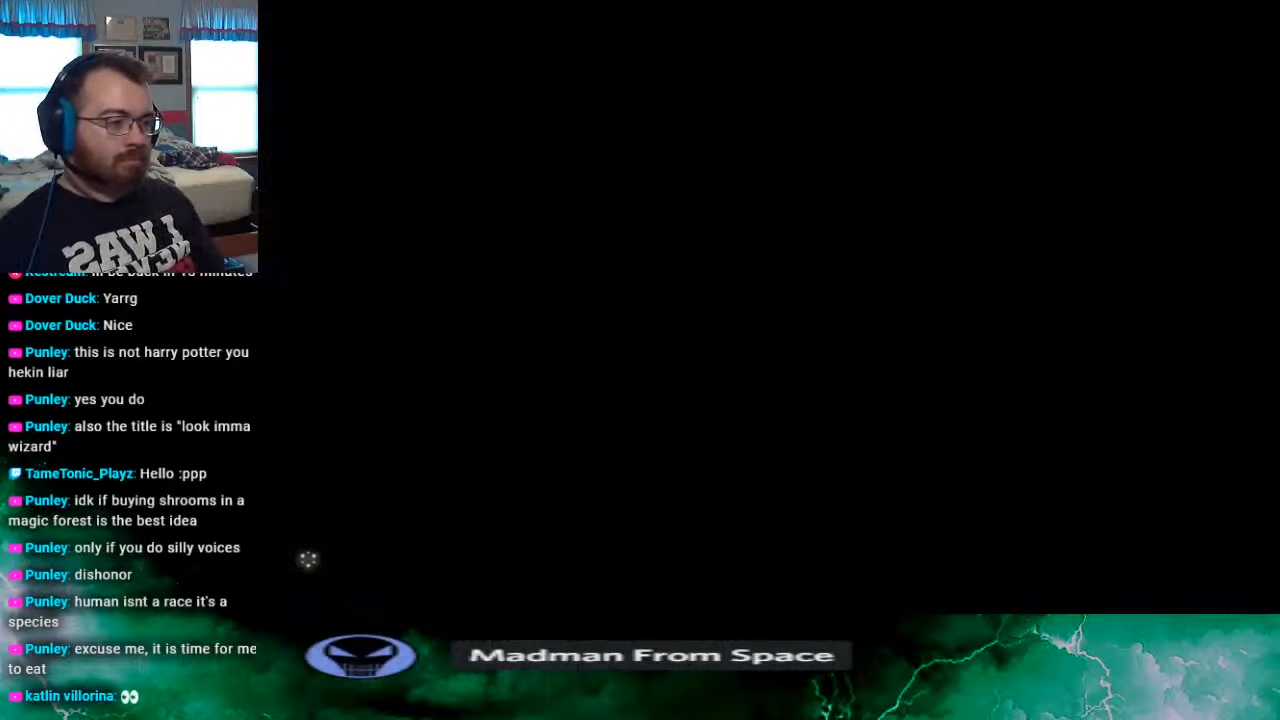 I WAS
Dover Duck: Yarrg
Dover Duck: Nice
Punley: this is not harry potter you
hekin liar
Punley: yes you do
Punley: also the title is "look imma
wizard"
TameTonic_Playz: Hello :ppp
Punley: idk if buying shrooms in a
magic forest is the best idea
Punley: only if you do silly voices
Punley: dishonor
Punley: human isnt a race it's a
species
Punley: excuse me, it is time for me
to eat
katlin villorina: 👀
Madman From Space